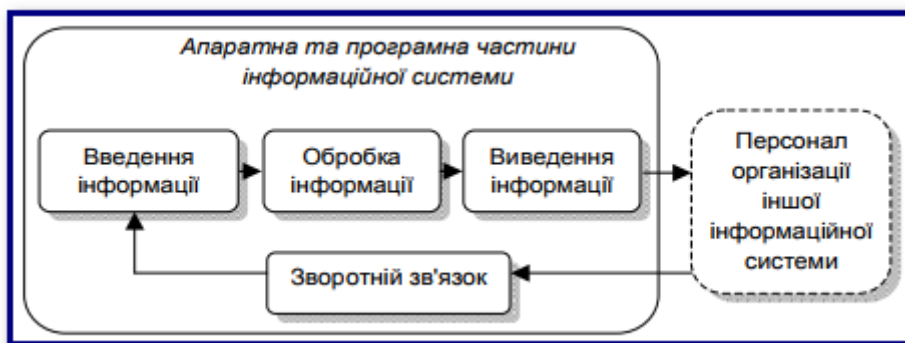 Апаратна та програмна частини
інформаційної системи
Введення
інформації
Обробка
інформації
Виведення
інформації
Персонал
організації
іншої
інформаційної
системи
Зворотній зв'язок